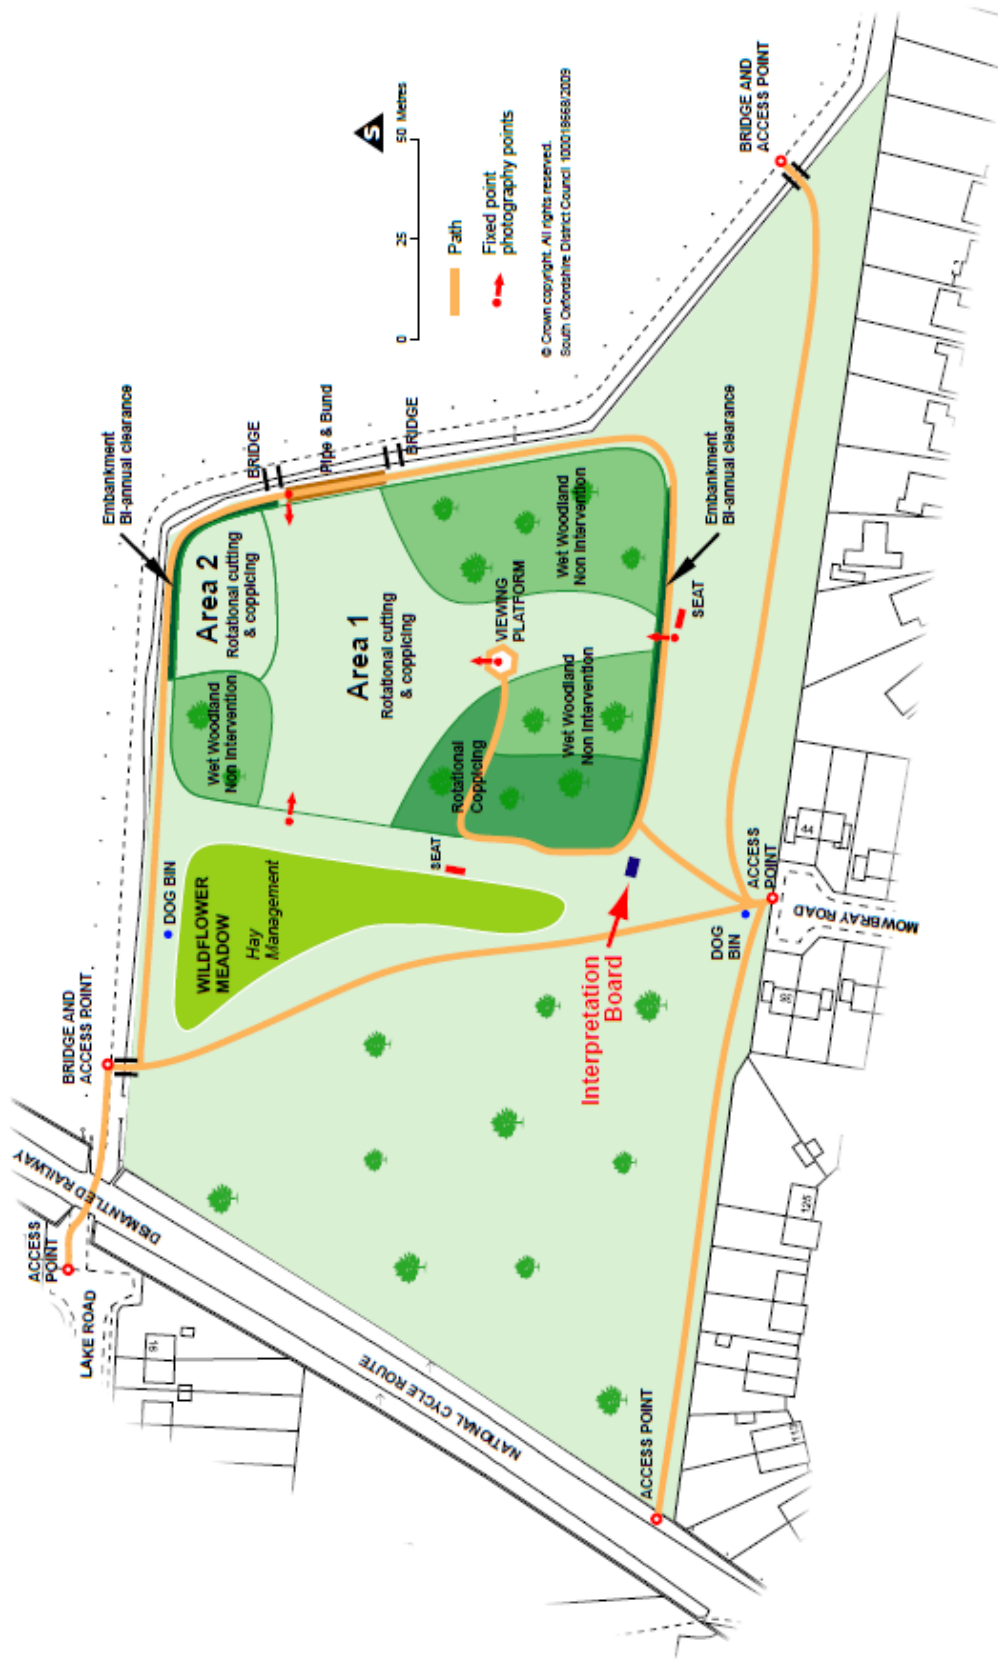 ACCESS
POINT
LAKE ROAD
16
DISMANTLED RAILWAY
NATIONAL CYCLE ROUTE
BRIDGE AND
ACCESS POINT
DOG BIN
WILDFLOWER
MEADOW
Hay
Management
SEAT
Wet Woodland
Non Intervention
Area 2
Rotational cutting
& coppicing
Embankment
Bi-annual clearance
BRIDGE
Pipe & Bund
BRIDGE
Area 1
Rotational cutting
& coppicing
Rotational
Coppicing
VIEWING
PLATFORM
Wet Woodland
Non Intervention
Wet Woodland
Non Intervention
Embankment
Bi-annual clearance
SEAT
Interpretation
Board
DOG
BIN
ACCESS
POINT
MOWBRAY ROAD
44
125
ACCESS POINT
BRIDGE AND
ACCESS POINT
S
0 25 50 Metres
Path
Fixed point
photography points
© Crown copyright. All rights reserved.
South Oxfordshire District Council 100018668/2009